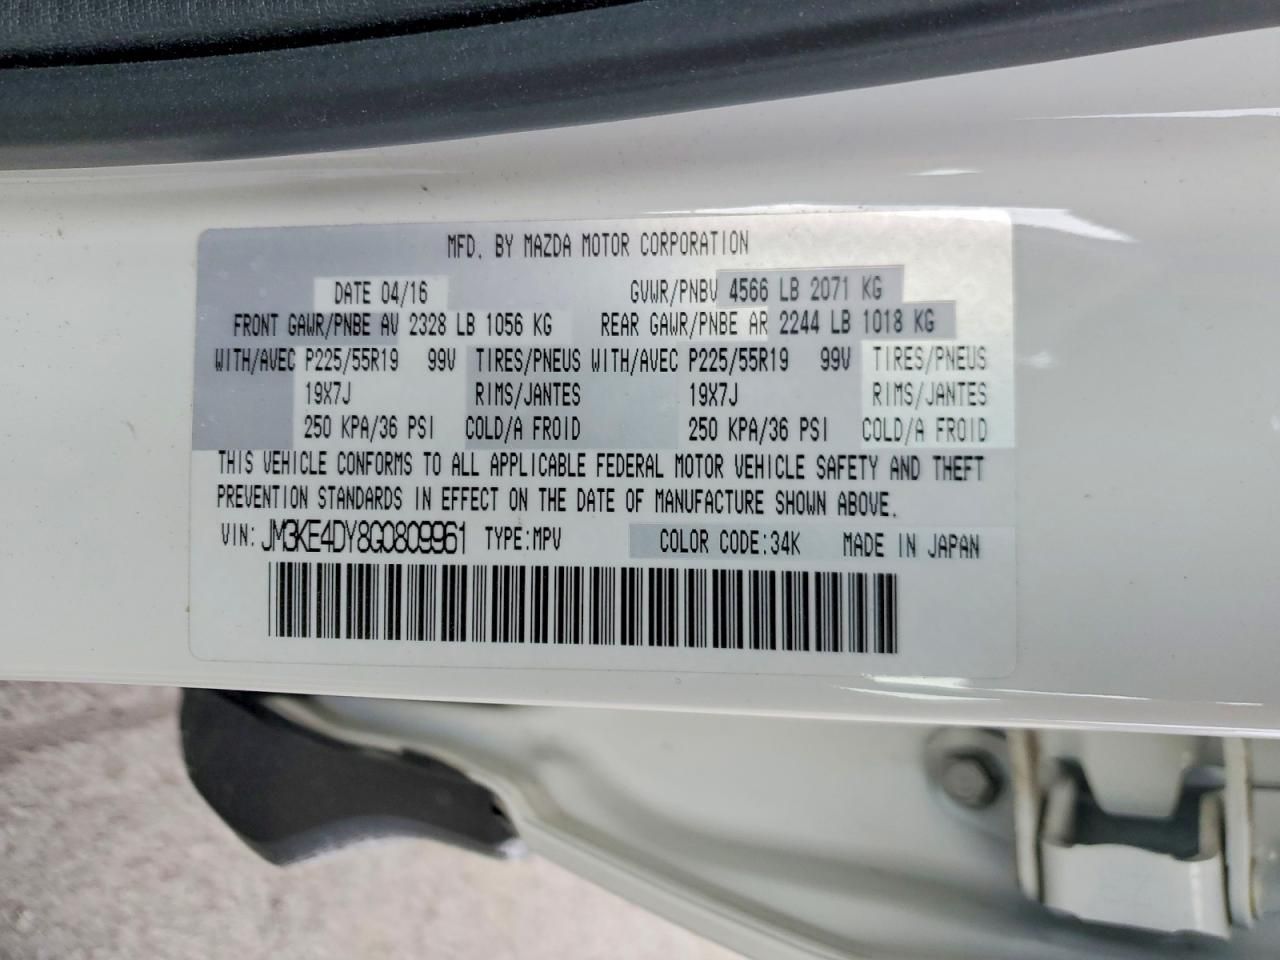 MFD. BY MAZDA MOTOR CORPORATION
DATE 04/16 GVWR/PNBV 4566 LB 2071 KG
FRONT GAWR/PNBE AV 2328 LB 1056 KG REAR GAWR/PNBE AR 2244 LB 1018 KG
WITH/AVEC P225/55R19 99V TIRES/PNEUS WITH/AVEC P225/55R19 99V TIRES/PNEUS
19X7J RIMS/JANTES 19X7J RIMS/JANTES
250 KPA/36 PSI COLD/A FROID 250 KPA/36 PSI COLD/A FROID
THIS VEHICLE CONFORMS TO ALL APPLICABLE FEDERAL MOTOR VEHICLE SAFETY AND THEFT
PREVENTION STANDARDS IN EFFECT ON THE DATE OF MANUFACTURE SHOWN ABOVE.
VIN: JM3KE4DY8G0809961 TYPE:MPV COLOR CODE:34K MADE IN JAPAN